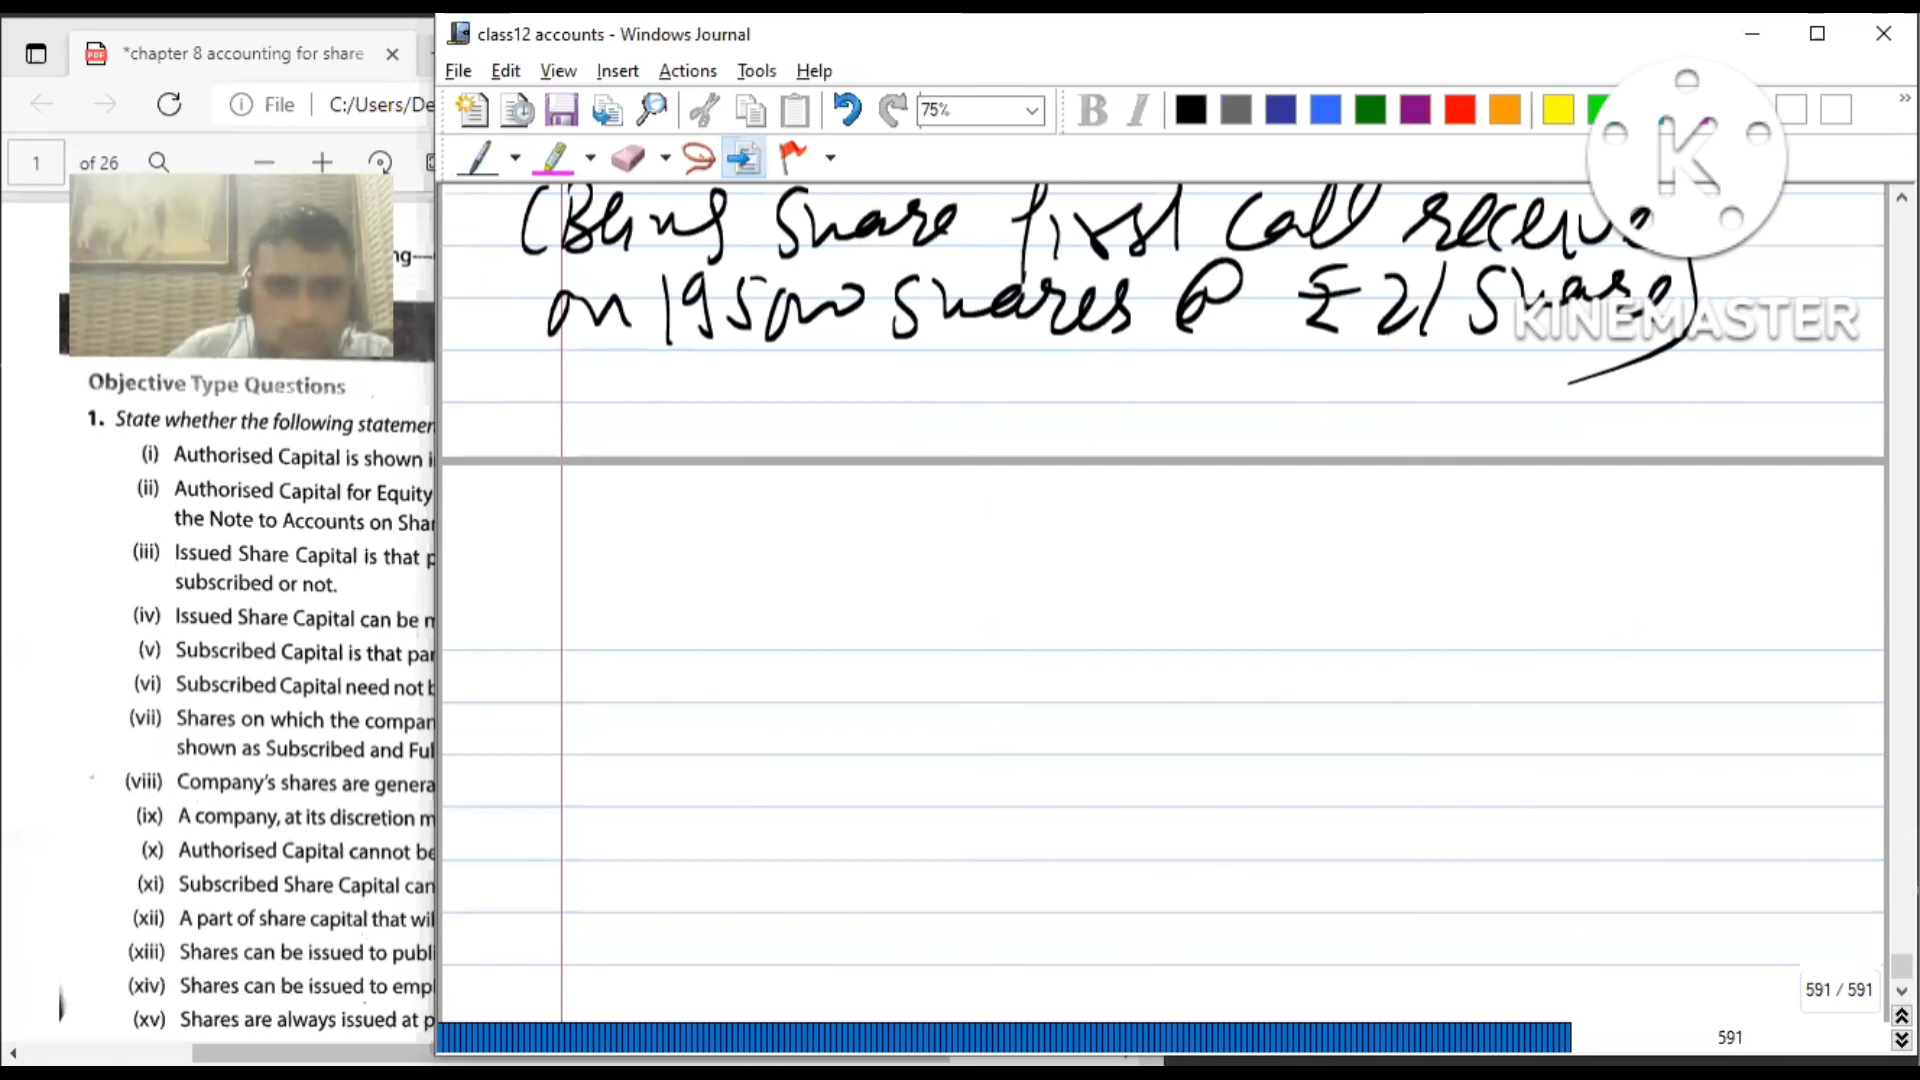 class12 accounts - Windows Journal
*chapter 8 accounting for share
File Edit View Insert Actions Tools Help
File C:/Users/De
75%
B I
1 of 26
K
KINEMASTER
(Being Share first Call receive
on 195000 Shares @ ₹ 2/ Share)
ng—
Objective Type Questions
1. State whether the following statemen
(i) Authorised Capital is shown i
(ii) Authorised Capital for Equity
the Note to Accounts on Shar
(iii) Issued Share Capital is that p
subscribed or not.
(iv) Issued Share Capital can be m
(v) Subscribed Capital is that par
(vi) Subscribed Capital need not b
(vii) Shares on which the compan
shown as Subscribed and Ful
(viii) Company's shares are genera
(ix) A company, at its discretion m
(x) Authorised Capital cannot be
(xi) Subscribed Share Capital can
(xii) A part of share capital that wil
(xiii) Shares can be issued to publi
(xiv) Shares can be issued to empl
(xv) Shares are always issued at p
591 / 591
591